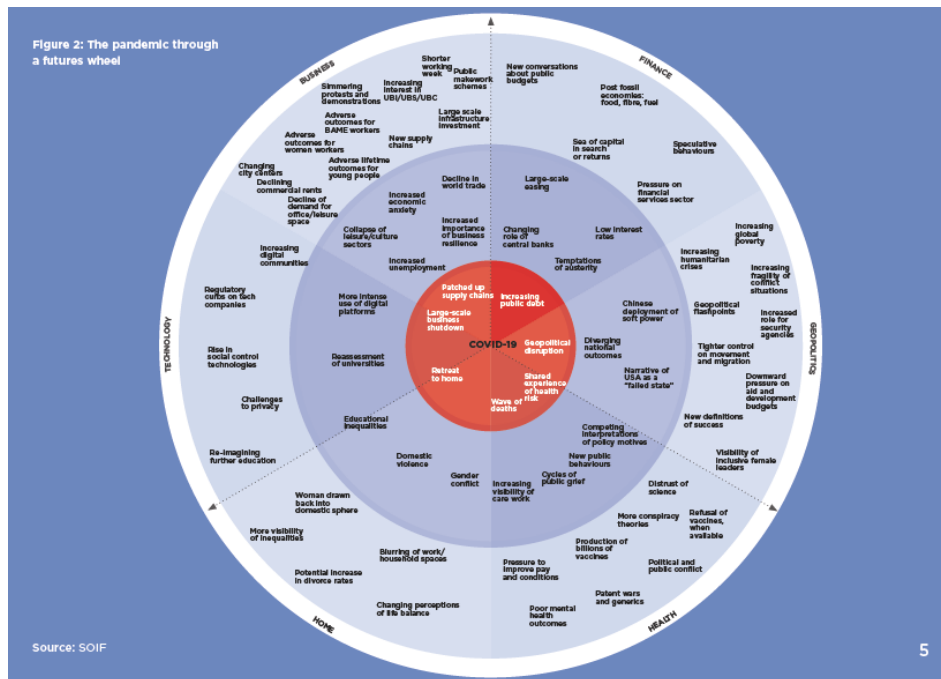 Figure 2: The pandemic through
a futures wheel
BUSINESS
FINANCE
GEOPOLITICS
HEALTH
HOME
TECHNOLOGY
Shorter
working
week
Public
makework
schemes
Increasing
interest in
UBI/UBS/UBC
Simmering
protests and
demonstrations
Large scale
infrastructure
investment
Adverse
outcomes for
BAME workers
New supply
chains
Adverse
outcomes for
women workers
Adverse lifetime
outcomes for
young people
Changing
city centers
Declining
commercial rents
Decline of
demand for
office/leisure
space
Decline in
world trade
Increased
economic
anxiety
Increased
importance
of business
resilience
Collapse of
leisure/culture
sectors
Increased
unemployment
New conversations
about public
budgets
Post fossil
economies:
food, fibre, fuel
Sea of capital
in search
or returns
Speculative
behaviours
Pressure on
financial
services sector
Large-scale
easing
Changing
role of
central banks
Low interest
rates
Temptations
of austerity
Increasing
global
poverty
Increasing
humanitarian
crises
Increasing
fragility of
conflict
situations
Geopolitical
flashpoints
Increased
role for
security
agencies
Tighter control
on movement
and migration
Downward
pressure on
aid and
development
budgets
New definitions
of success
Visibility of
inclusive female
leaders
Chinese
deployment of
soft power
Diverging
national
outcomes
Narrative of
USA as a
"failed state"
Patched up
supply chains
Increasing
public debt
Large-scale
business
shutdown
COVID-19
Geopolitical
disruption
Retreat
to home
Shared
experience
of health
risk
Wave of
deaths
Increasing
digital
communities
Regulatory
curbs on tech
companies
More intense
use of digital
platforms
Rise in
social control
technologies
Reassessment
of universities
Challenges
to privacy
Educational
inequalities
Re-imagining
further education
Domestic
violence
Gender
conflict
Woman drawn
back into
domestic sphere
More visibility
of inequalities
Blurring of work/
household spaces
Potential increase
in divorce rates
Changing perceptions
of life balance
Competing
interpretations
of policy motives
New public
behaviours
Cycles of
public grief
Increasing
visibility of
care work
Distrust of
science
More conspiracy
theories
Refusal of
vaccines,
when
available
Production of
billions of
vaccines
Pressure to
improve pay
and conditions
Political and
public conflict
Patent wars
and generics
Poor mental
health
outcomes
Source: SOIF
5